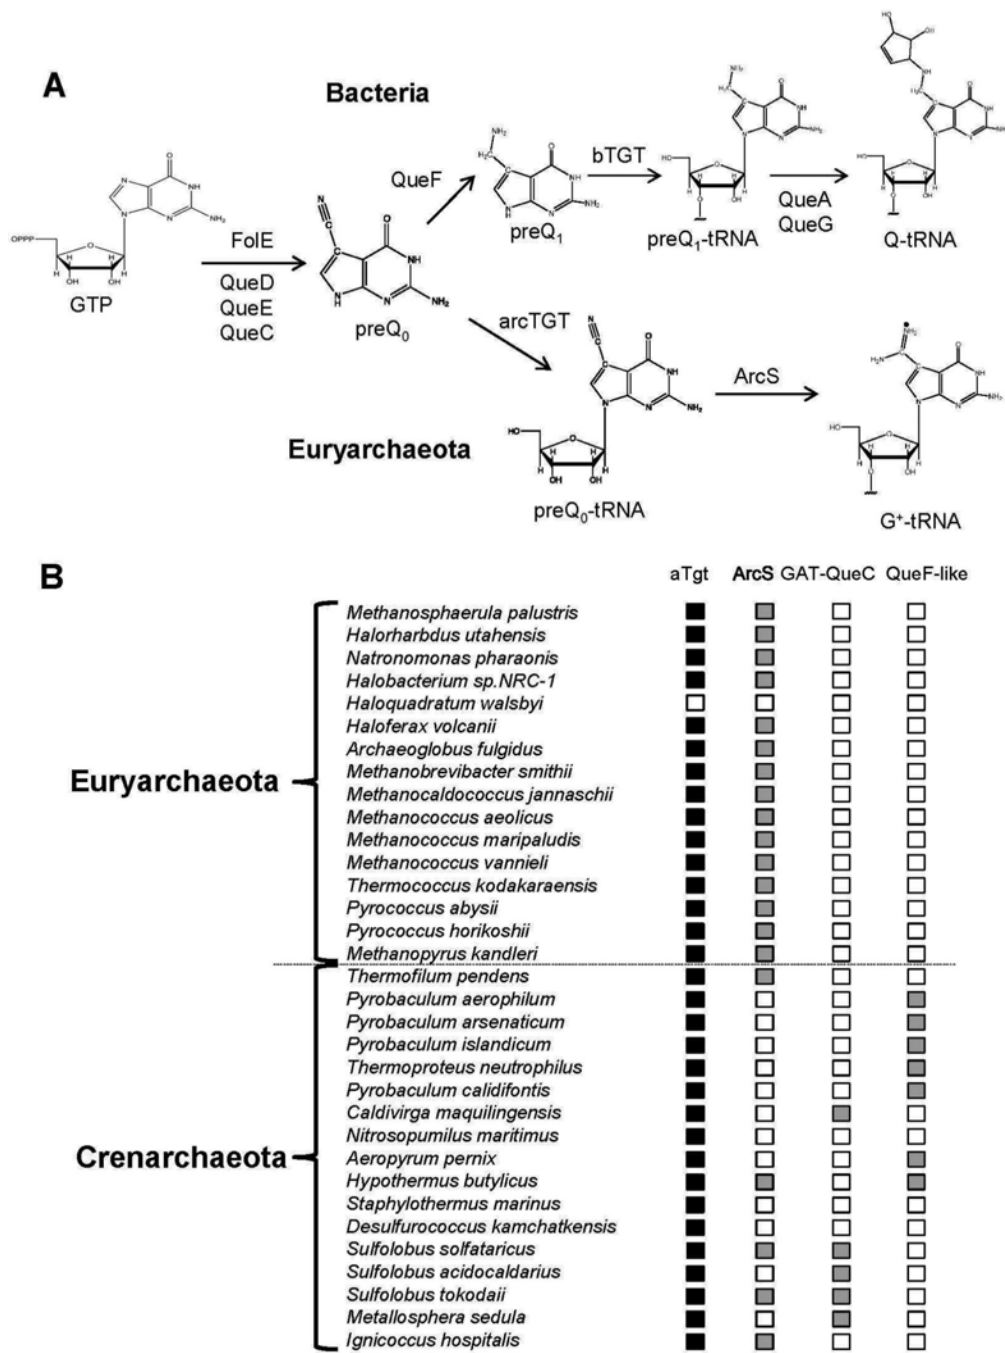 A
Bacteria
GTP
FolE
QueD
QueE
QueC
preQ0
QueF
preQ1
bTGT
preQ1-tRNA
QueA
QueG
Q-tRNA
arcTGT
Euryarchaeota
preQ0-tRNA
ArcS
G+-tRNA
B
aTgt ArcS GAT-QueC QueF-like
Euryarchaeota
Methanosphaerula palustris
Halorharbdus utahensis
Natronomonas pharaonis
Halobacterium sp.NRC-1
Haloquadratum walsbyi
Haloferax volcanii
Archaeoglobus fulgidus
Methanobrevibacter smithii
Methanocaldococcus jannaschii
Methanococcus aeolicus
Methanococcus maripaludis
Methanococcus vannieli
Thermococcus kodakaraensis
Pyrococcus abysii
Pyrococcus horikoshii
Methanopyrus kandleri
Crenarchaeota
Thermofilum pendens
Pyrobaculum aerophilum
Pyrobaculum arsenaticum
Pyrobaculum islandicum
Thermoproteus neutrophilus
Pyrobaculum calidifontis
Caldivirga maquilingensis
Nitrosopumilus maritimus
Aeropyrum pernix
Hypothermus butylicus
Staphylothermus marinus
Desulfurococcus kamchatkensis
Sulfolobus solfataricus
Sulfolobus acidocaldarius
Sulfolobus tokodaii
Metallosphera sedula
Ignicoccus hospitalis